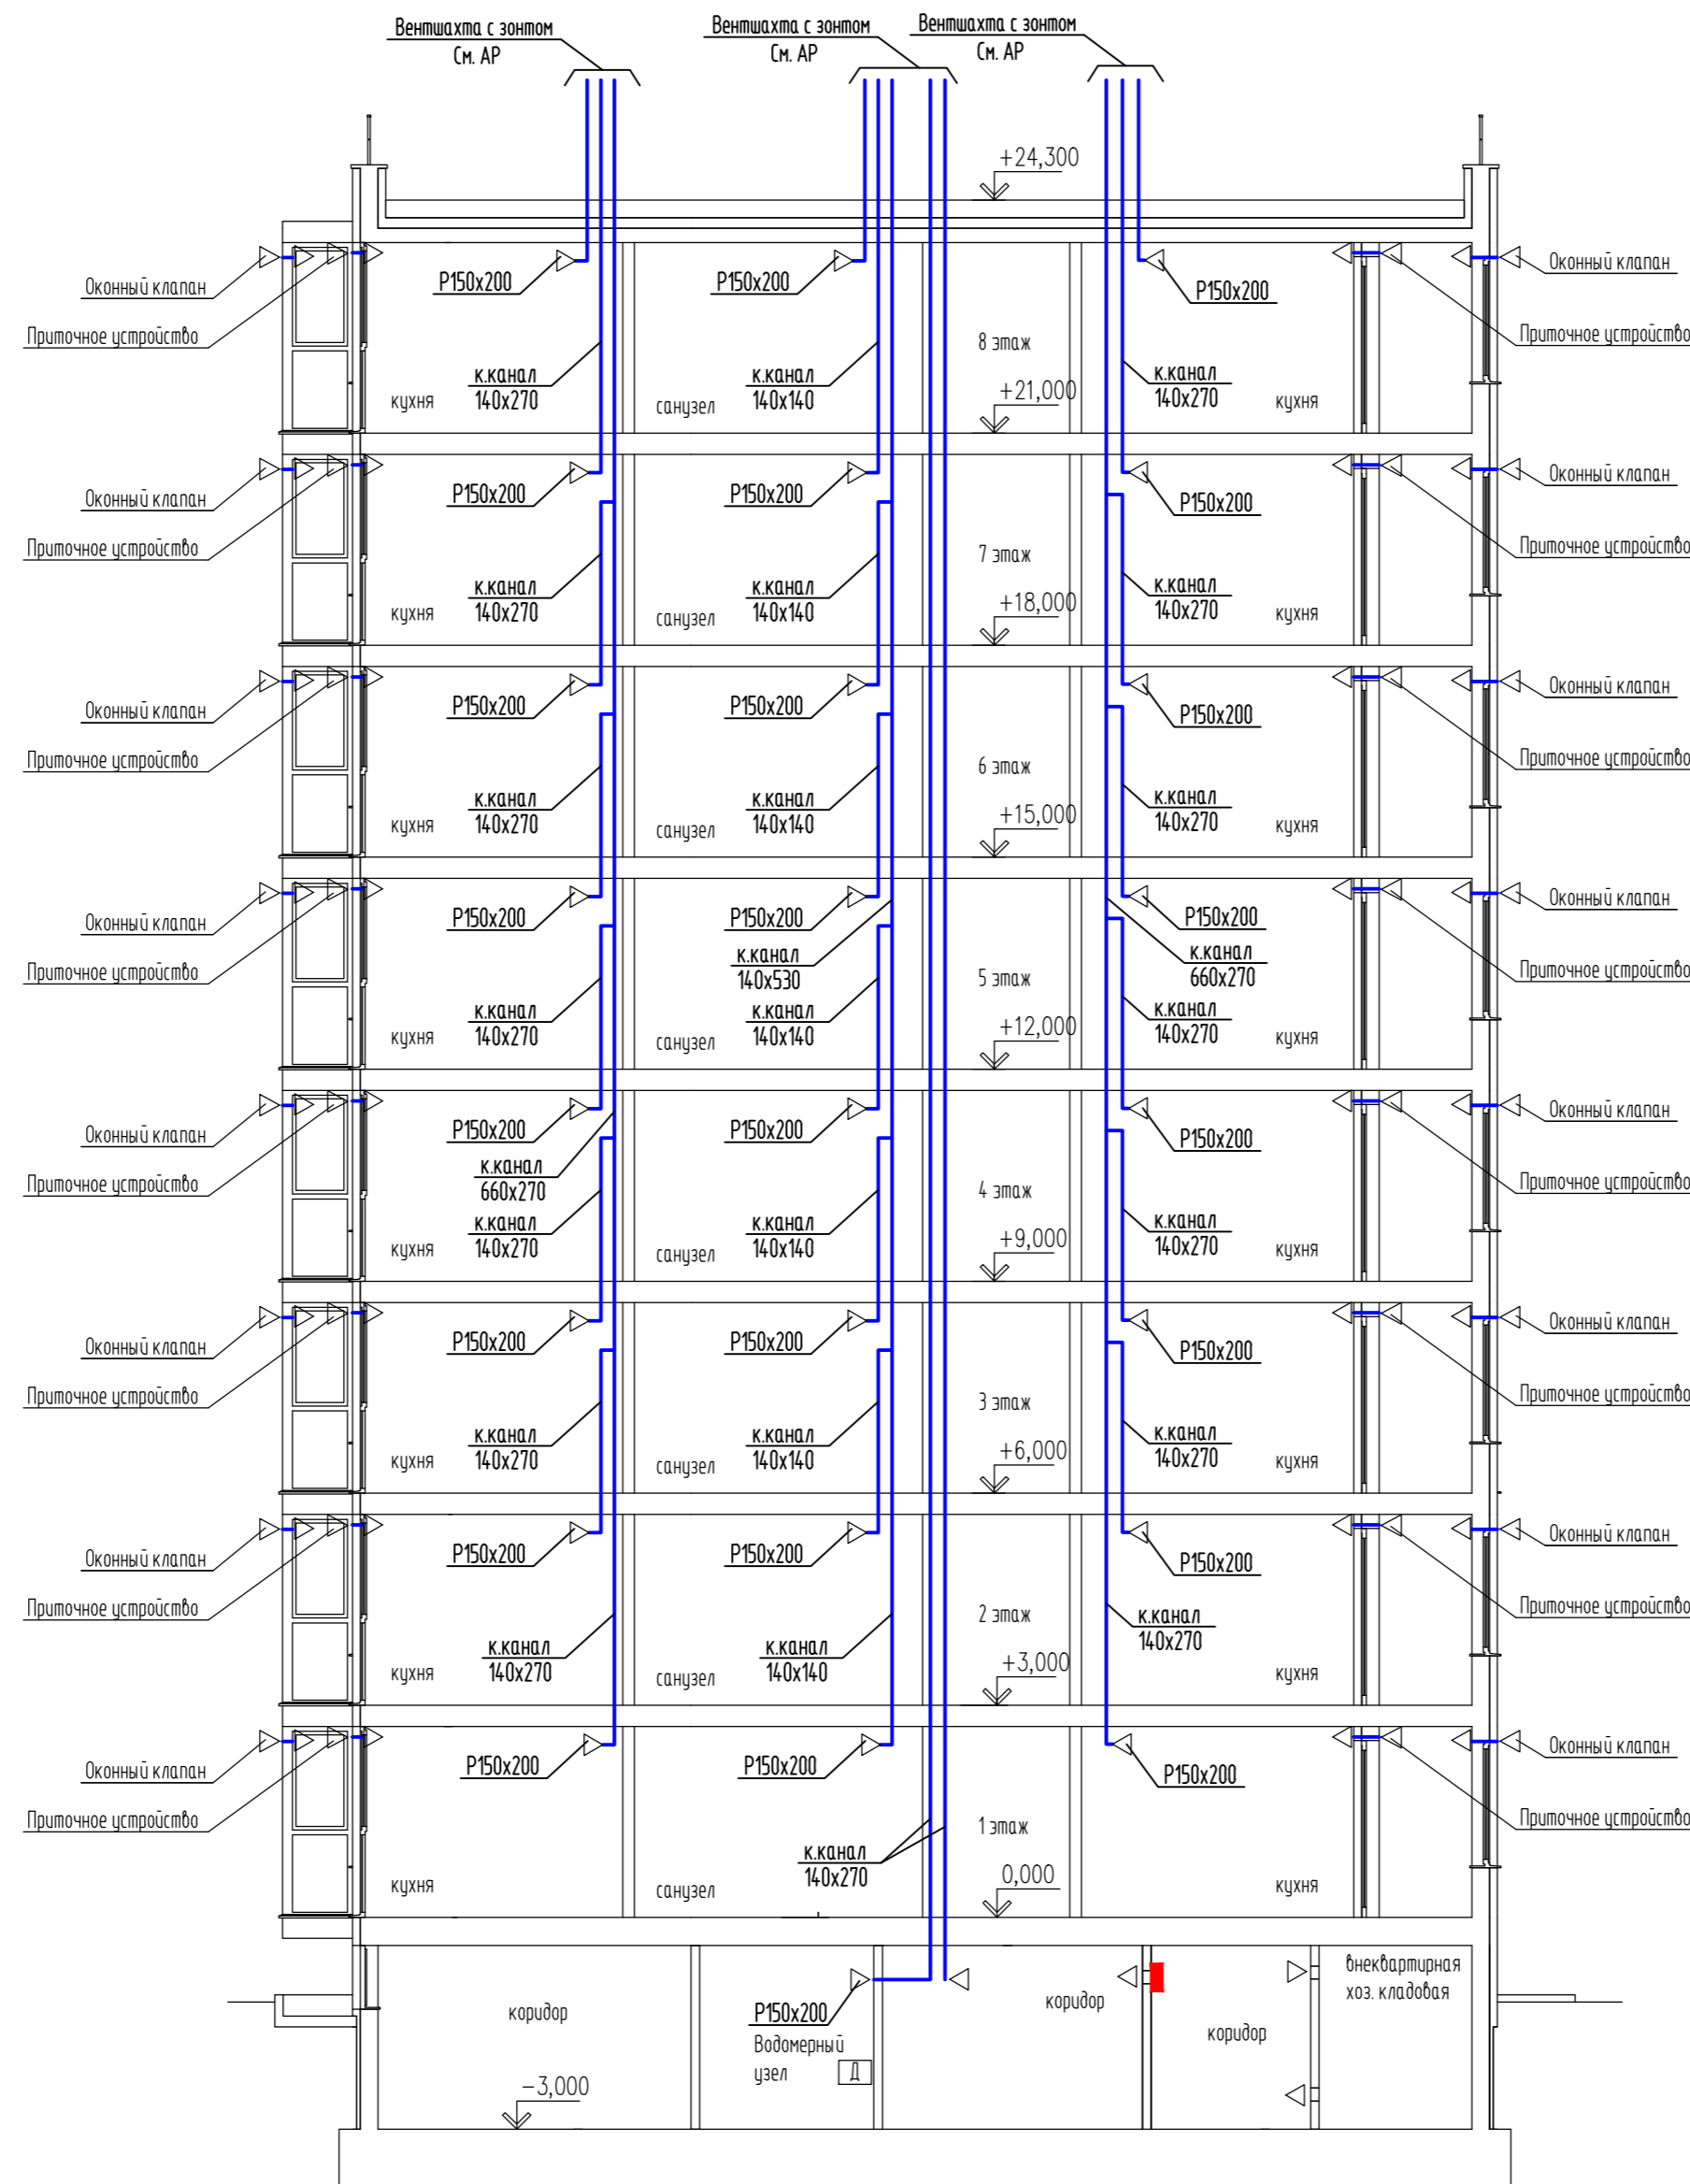 Вентшахта с зонтом
См. АР
Вентшахта с зонтом
См. АР
Вентшахта с зонтом
См. АР
+24,300
Оконный клапан
Приточное устройство
Р150х200
Р150х200
Р150х200
Оконный клапан
Приточное устройство
8 этаж
к.канал
140х270
к.канал
140х140
к.канал
140х270
+21,000
кухня
санузел
кухня
Оконный клапан
Приточное устройство
Р150х200
Р150х200
Р150х200
Оконный клапан
Приточное устройство
7 этаж
к.канал
140х270
к.канал
140х140
к.канал
140х270
+18,000
кухня
санузел
кухня
Оконный клапан
Приточное устройство
Р150х200
Р150х200
Р150х200
Оконный клапан
Приточное устройство
6 этаж
к.канал
140х270
к.канал
140х140
к.канал
140х270
+15,000
кухня
санузел
кухня
Оконный клапан
Приточное устройство
Р150х200
Р150х200
Р150х200
Оконный клапан
Приточное устройство
к.канал
140х530
к.канал
660х270
5 этаж
к.канал
140х270
к.канал
140х140
к.канал
140х270
+12,000
кухня
санузел
кухня
Оконный клапан
Приточное устройство
Р150х200
Р150х200
Р150х200
Оконный клапан
Приточное устройство
к.канал
660х270
4 этаж
к.канал
140х270
к.канал
140х140
к.канал
140х270
+9,000
кухня
санузел
кухня
Оконный клапан
Приточное устройство
Р150х200
Р150х200
Р150х200
Оконный клапан
Приточное устройство
3 этаж
к.канал
140х270
к.канал
140х140
к.канал
140х270
+6,000
кухня
санузел
кухня
Оконный клапан
Приточное устройство
Р150х200
Р150х200
Р150х200
Оконный клапан
Приточное устройство
2 этаж
к.канал
140х270
к.канал
140х140
к.канал
140х270
+3,000
кухня
санузел
кухня
Оконный клапан
Приточное устройство
Р150х200
Р150х200
Р150х200
Оконный клапан
Приточное устройство
1 этаж
к.канал
140х270
0,000
кухня
санузел
кухня
внеквартирная
хоз. кладовая
коридор
Р150х200
Водомерный
узел
Д
коридор
коридор
-3,000